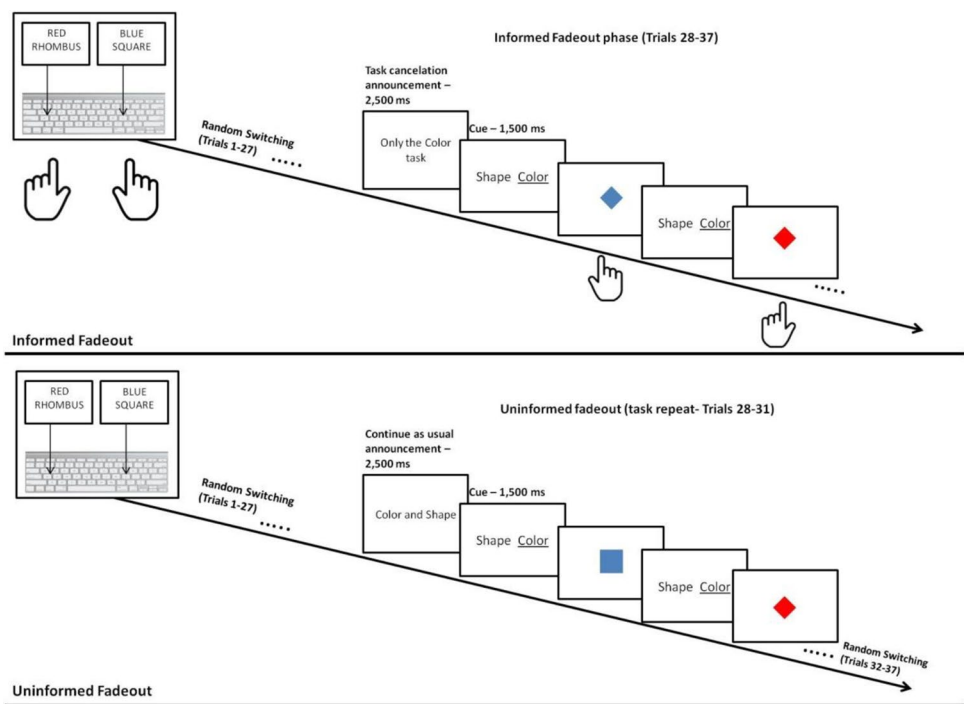 RED
RHOMBUS
BLUE
SQUARE
Informed Fadeout phase (Trials 28-37)
Task cancelation
announcement –
2,500 ms
Random Switching
(Trials 1-27) .....
Only the Color
task
Cue – 1,500 ms
Shape Color
Shape Color
.....
Informed Fadeout
RED
RHOMBUS
BLUE
SQUARE
Uninformed fadeout (task repeat- Trials 28-31)
Continue as usual
announcement –
2,500 ms
Random Switching
(Trials 1-27) .....
Color and Shape
Cue – 1,500 ms
Shape Color
Shape Color
..... Random Switching
(Trials 32-37)
Uninformed Fadeout